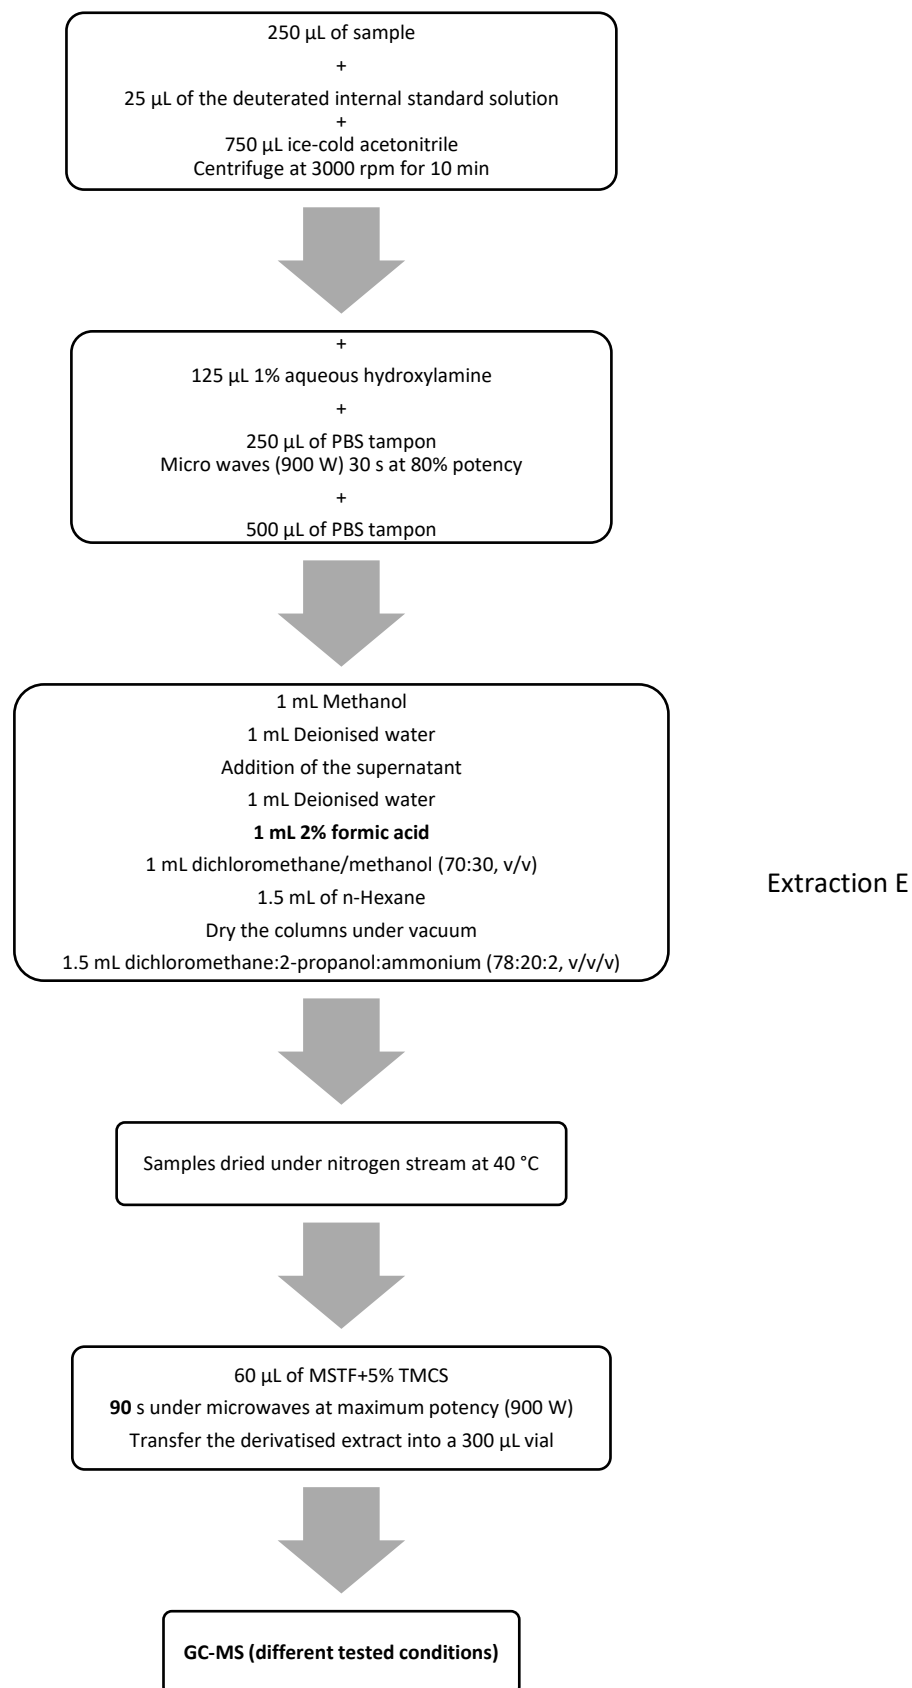 250 µL of sample
+
25 µL of the deuterated internal standard solution
+
750 µL ice-cold acetonitrile
Centrifuge at 3000 rpm for 10 min
+
125 µL 1% aqueous hydroxylamine
+
250 µL of PBS tampon
Micro waves (900 W) 30 s at 80% potency
+
500 µL of PBS tampon
1 mL Methanol
1 mL Deionised water
Addition of the supernatant
1 mL Deionised water
1 mL 2% formic acid
1 mL dichloromethane/methanol (70:30, v/v)
1.5 mL of n-Hexane
Dry the columns under vacuum
1.5 mL dichloromethane:2-propanol:ammonium (78:20:2, v/v/v)
Extraction E
Samples dried under nitrogen stream at 40 °C
60 µL of MSTF+5% TMCS
90 s under microwaves at maximum potency (900 W)
Transfer the derivatised extract into a 300 µL vial
GC-MS (different tested conditions)